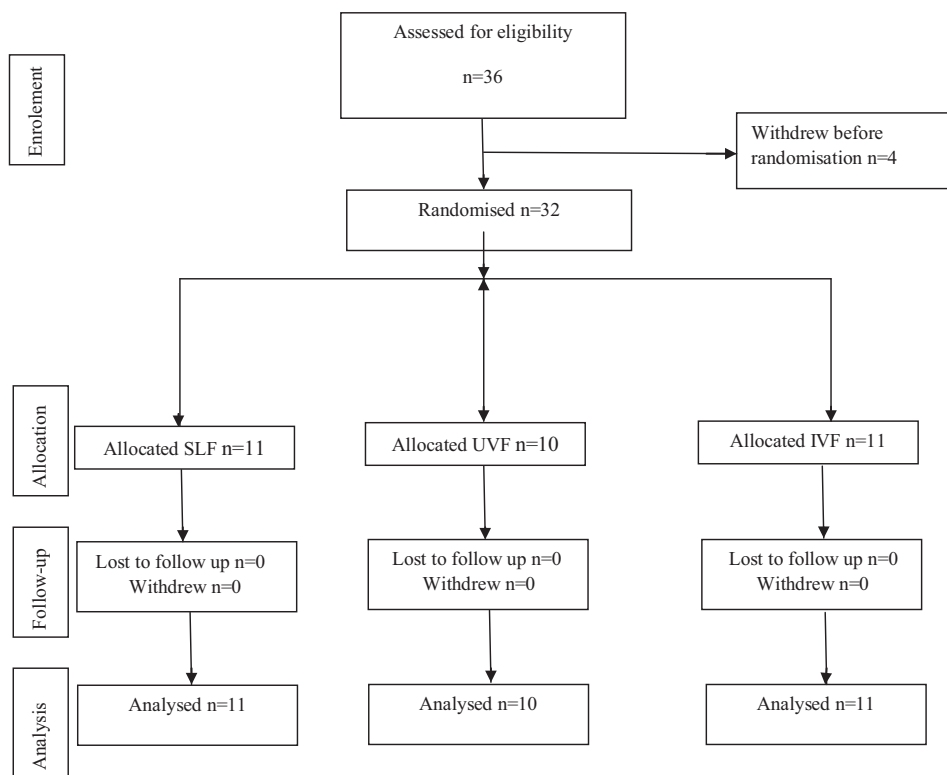 Enrolement
Assessed for eligibility
n=36
Withdrew before
randomisation n=4
Randomised n=32
Allocation
Allocated SLF n=11
Allocated UVF n=10
Allocated IVF n=11
Follow-up
Lost to follow up n=0
Withdrew n=0
Lost to follow up n=0
Withdrew n=0
Lost to follow up n=0
Withdrew n=0
Analysis
Analysed n=11
Analysed n=10
Analysed n=11